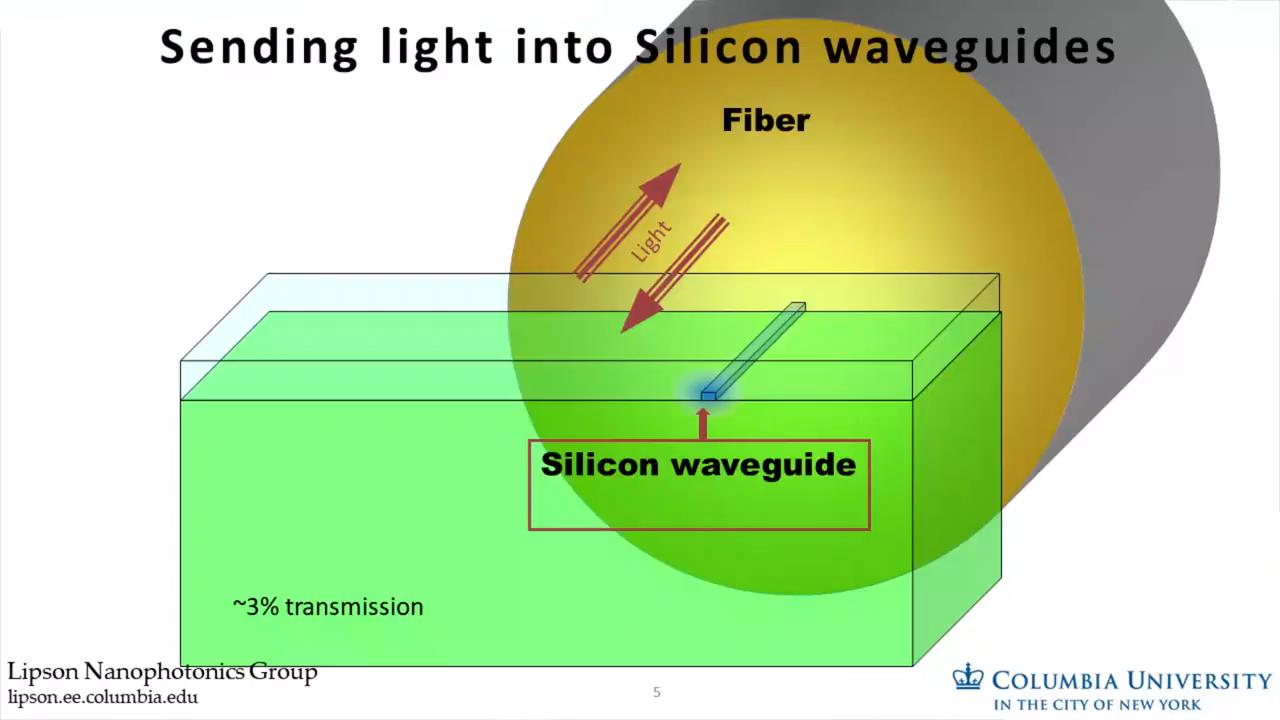 Sending light into Silicon waveguides
Fiber
Light
Silicon waveguide
~3% transmission
Lipson Nanophotonics Group
lipson.ee.columbia.edu
5
COLUMBIA UNIVERSITY
IN THE CITY OF NEW YORK